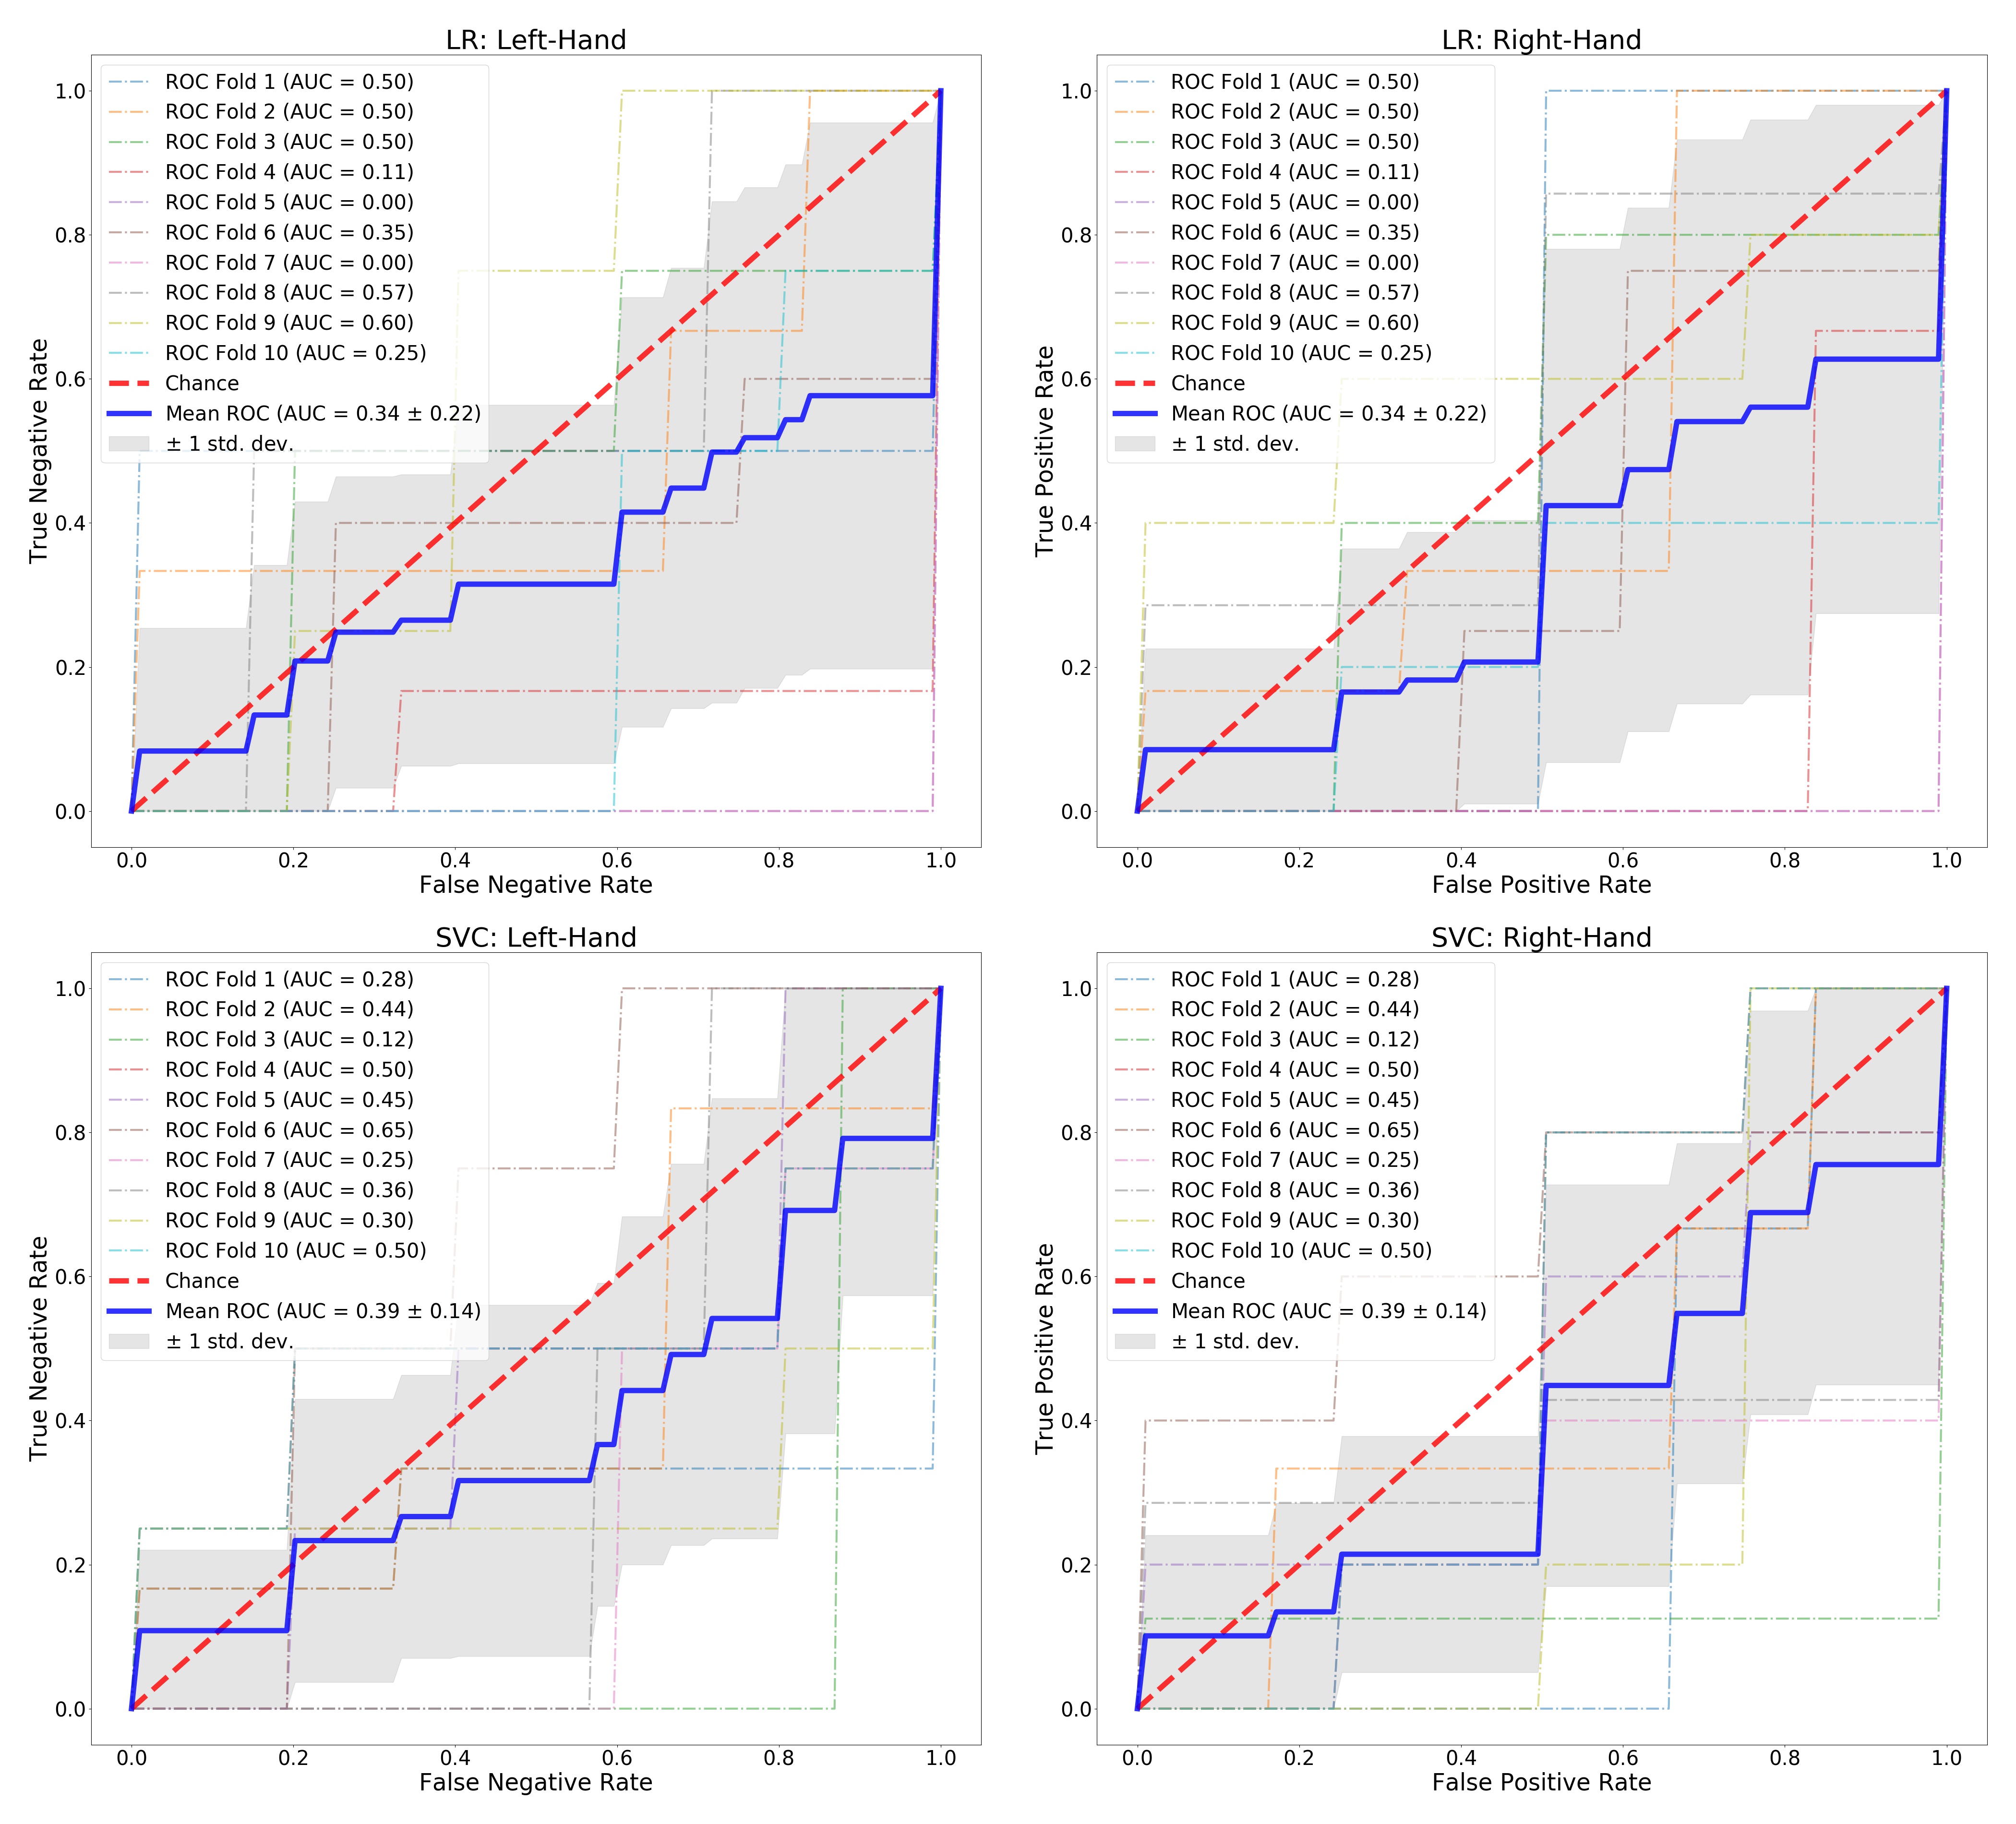 LR: Left-Hand
ROC Fold 1 (AUC = 0.50)
ROC Fold 2 (AUC = 0.50)
ROC Fold 3 (AUC = 0.50)
ROC Fold 4 (AUC = 0.11)
ROC Fold 5 (AUC = 0.00)
ROC Fold 6 (AUC = 0.35)
ROC Fold 7 (AUC = 0.00)
ROC Fold 8 (AUC = 0.57)
ROC Fold 9 (AUC = 0.60)
ROC Fold 10 (AUC = 0.25)
Chance
Mean ROC (AUC = 0.34 ± 0.22)
± 1 std. dev.
True Negative Rate
1.0
0.8
0.6
0.4
0.2
0.0
0.0 0.2 0.4 0.6 0.8 1.0
False Negative Rate
LR: Right-Hand
ROC Fold 1 (AUC = 0.50)
ROC Fold 2 (AUC = 0.50)
ROC Fold 3 (AUC = 0.50)
ROC Fold 4 (AUC = 0.11)
ROC Fold 5 (AUC = 0.00)
ROC Fold 6 (AUC = 0.35)
ROC Fold 7 (AUC = 0.00)
ROC Fold 8 (AUC = 0.57)
ROC Fold 9 (AUC = 0.60)
ROC Fold 10 (AUC = 0.25)
Chance
Mean ROC (AUC = 0.34 ± 0.22)
± 1 std. dev.
True Positive Rate
1.0
0.8
0.6
0.4
0.2
0.0
0.0 0.2 0.4 0.6 0.8 1.0
False Positive Rate
SVC: Left-Hand
ROC Fold 1 (AUC = 0.28)
ROC Fold 2 (AUC = 0.44)
ROC Fold 3 (AUC = 0.12)
ROC Fold 4 (AUC = 0.50)
ROC Fold 5 (AUC = 0.45)
ROC Fold 6 (AUC = 0.65)
ROC Fold 7 (AUC = 0.25)
ROC Fold 8 (AUC = 0.36)
ROC Fold 9 (AUC = 0.30)
ROC Fold 10 (AUC = 0.50)
Chance
Mean ROC (AUC = 0.39 ± 0.14)
± 1 std. dev.
True Negative Rate
1.0
0.8
0.6
0.4
0.2
0.0
0.0 0.2 0.4 0.6 0.8 1.0
False Negative Rate
SVC: Right-Hand
ROC Fold 1 (AUC = 0.28)
ROC Fold 2 (AUC = 0.44)
ROC Fold 3 (AUC = 0.12)
ROC Fold 4 (AUC = 0.50)
ROC Fold 5 (AUC = 0.45)
ROC Fold 6 (AUC = 0.65)
ROC Fold 7 (AUC = 0.25)
ROC Fold 8 (AUC = 0.36)
ROC Fold 9 (AUC = 0.30)
ROC Fold 10 (AUC = 0.50)
Chance
Mean ROC (AUC = 0.39 ± 0.14)
± 1 std. dev.
True Positive Rate
1.0
0.8
0.6
0.4
0.2
0.0
0.0 0.2 0.4 0.6 0.8 1.0
False Positive Rate